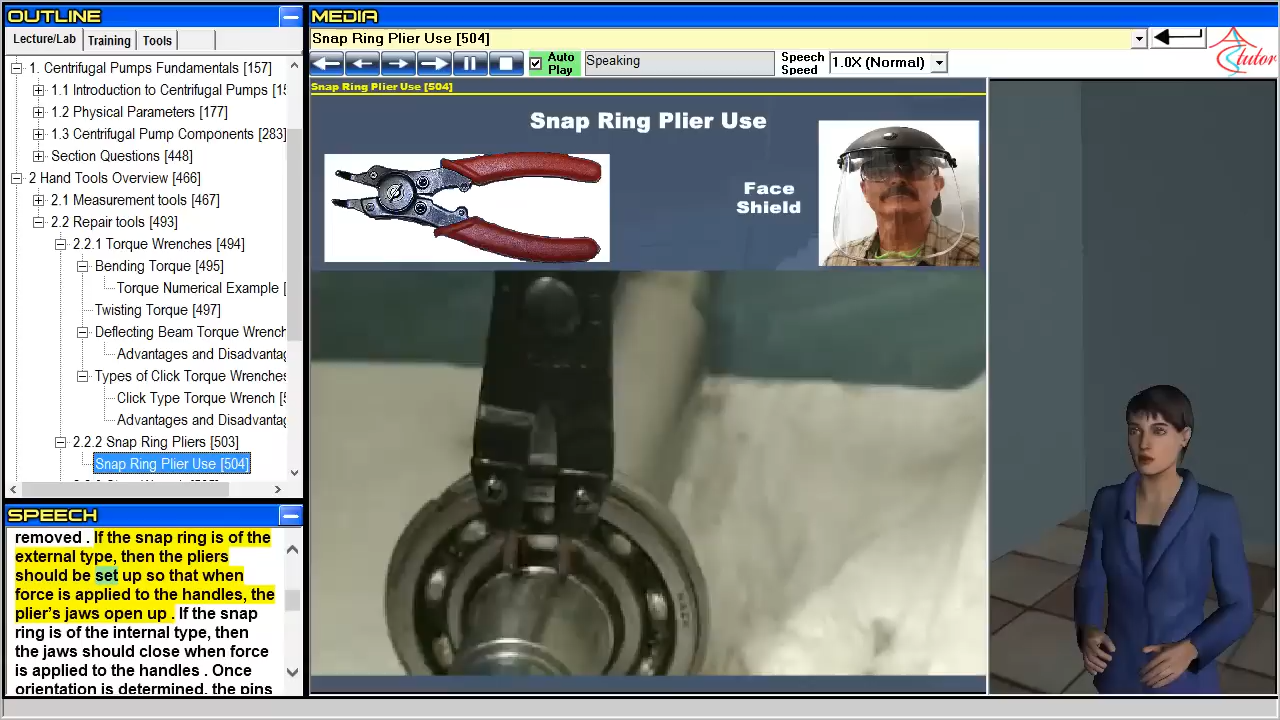 OUTLINE
Lecture/Lab
Training
Tools
1. Centrifugal Pumps Fundamentals [157]
1.1 Introduction to Centrifugal Pumps [15
1.2 Physical Parameters [177]
1.3 Centrifugal Pump Components [283]
Section Questions [448]
2 Hand Tools Overview [466]
2.1 Measurement tools [467]
2.2 Repair tools [493]
2.2.1 Torque Wrenches [494]
Bending Torque [495]
Torque Numerical Example [
Twisting Torque [497]
Deflecting Beam Torque Wrench
Advantages and Disadvantag
Types of Click Torque Wrenches
Click Type Torque Wrench [5
Advantages and Disadvantag
2.2.2 Snap Ring Pliers [503]
Snap Ring Plier Use [504]
SPEECH
removed . If the snap ring is of the
external type, then the pliers
should be set up so that when
force is applied to the handles, the
plier's jaws open up . If the snap
ring is of the internal type, then
the jaws should close when force
is applied to the handles . Once
orientation is determined, the pins
MEDIA
Snap Ring Plier Use [504]
Auto
Play
Speaking
Speech
Speed
1.0X (Normal)
tutor
Snap Ring Plier Use [504]
Snap Ring Plier Use
Face
Shield